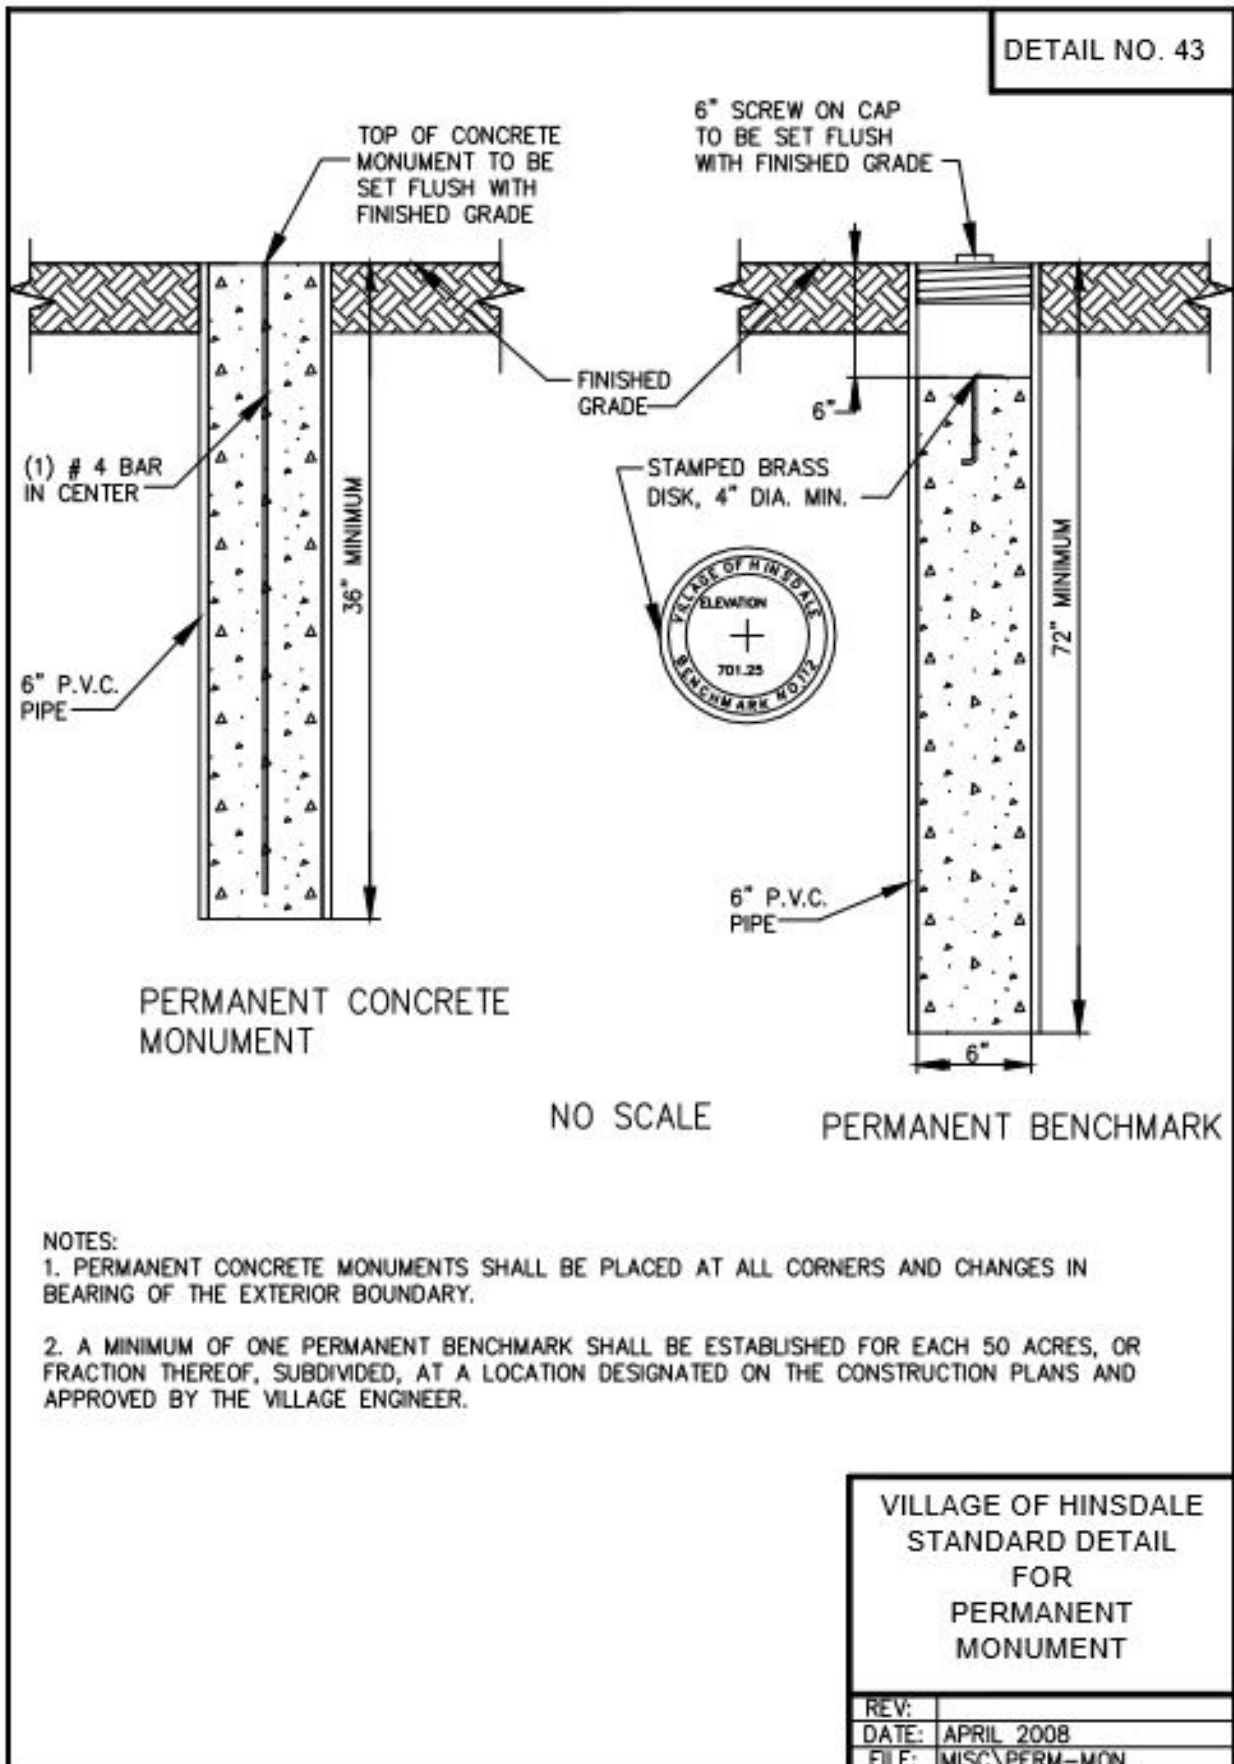 DETAIL NO. 43
TOP OF CONCRETE
MONUMENT TO BE
SET FLUSH WITH
FINISHED GRADE
6" SCREW ON CAP
TO BE SET FLUSH
WITH FINISHED GRADE
FINISHED
GRADE
6"
(1) # 4 BAR
IN CENTER
36" MINIMUM
STAMPED BRASS
DISK, 4" DIA. MIN.
72" MINIMUM
VILLAGE OF HINSDALE
ELEVATION
701.25
BENCHMARK NO.172
6" P.V.C.
PIPE
6" P.V.C.
PIPE
6"
PERMANENT CONCRETE
MONUMENT
NO SCALE
PERMANENT BENCHMARK
NOTES:
1. PERMANENT CONCRETE MONUMENTS SHALL BE PLACED AT ALL CORNERS AND CHANGES IN
BEARING OF THE EXTERIOR BOUNDARY.
2. A MINIMUM OF ONE PERMANENT BENCHMARK SHALL BE ESTABLISHED FOR EACH 50 ACRES, OR
FRACTION THEREOF, SUBDIVIDED, AT A LOCATION DESIGNATED ON THE CONSTRUCTION PLANS AND
APPROVED BY THE VILLAGE ENGINEER.
VILLAGE OF HINSDALE
STANDARD DETAIL
FOR
PERMANENT
MONUMENT
REV:
DATE: APRIL 2008
FILE: MISC\PERM-MON